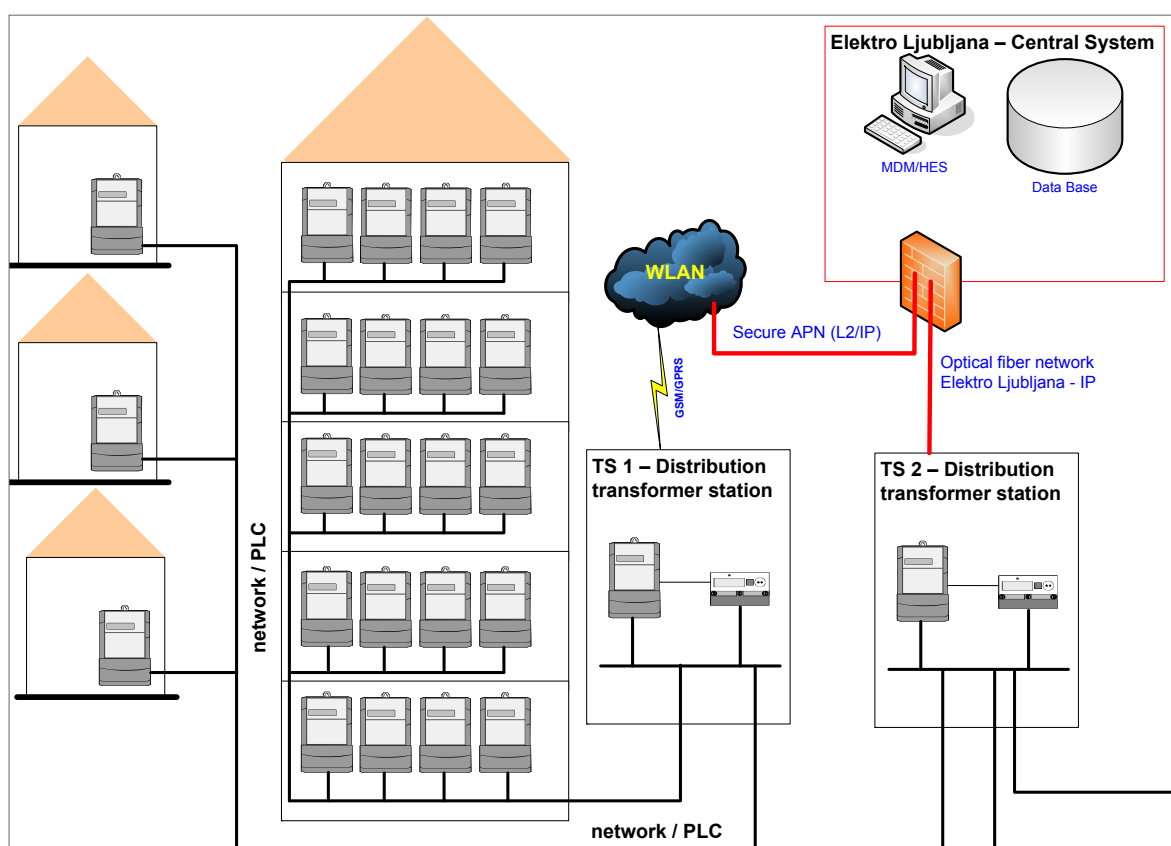 Elektro Ljubljana – Central System
MDM/HES
Data Base
WLAN
Secure APN (L2/IP)
Optical fiber network
Elektro Ljubljana - IP
GSM/GPRS
TS 1 – Distribution
transformer station
TS 2 – Distribution
transformer station
network / PLC
network / PLC